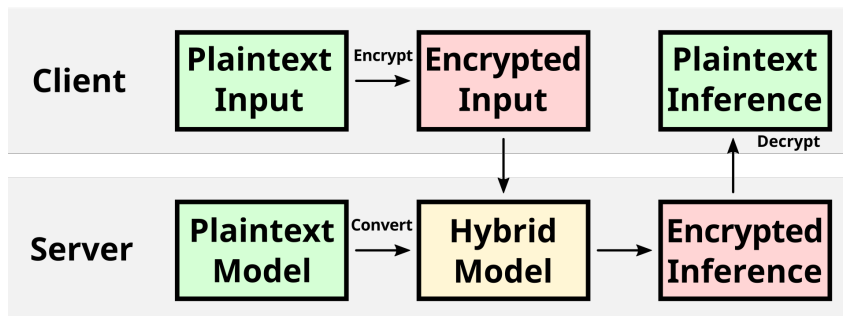 Client
Plaintext
Input
Encrypt
Encrypted
Input
Plaintext
Inference
Decrypt
Server
Plaintext
Model
Convert
Hybrid
Model
Encrypted
Inference